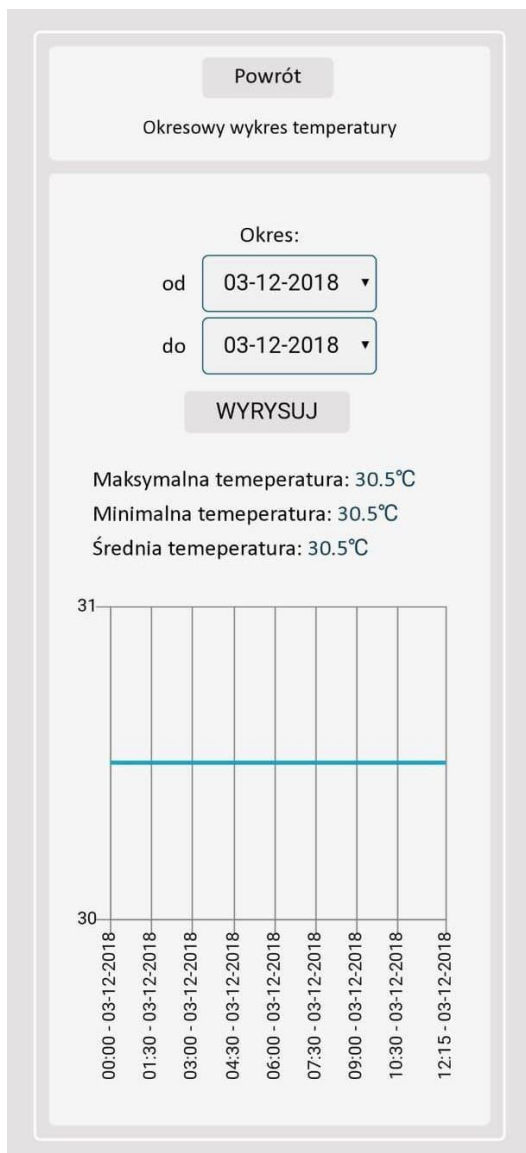 Powrót
Okresowy wykres temperatury
Okres:
od 03-12-2018
do 03-12-2018
WYRYSUJ
Maksymalna temeperatura: 30.5℃
Minimalna temeperatura: 30.5℃
Średnia temeperatura: 30.5℃
31
30
00:00 - 03-12-2018
01:30 - 03-12-2018
03:00 - 03-12-2018
04:30 - 03-12-2018
06:00 - 03-12-2018
07:30 - 03-12-2018
09:00 - 03-12-2018
10:30 - 03-12-2018
12:15 - 03-12-2018